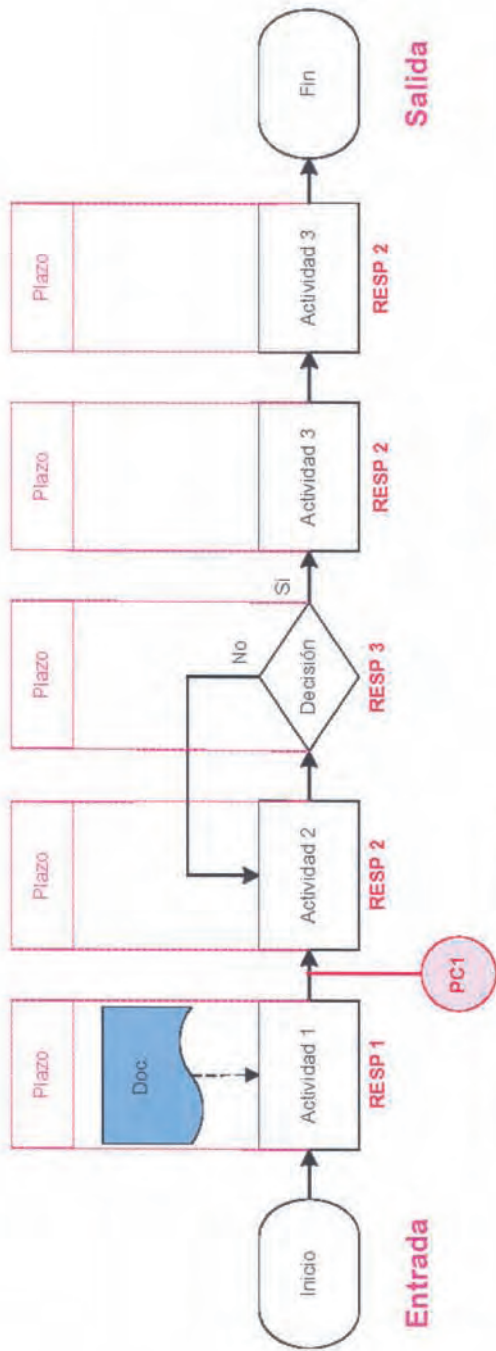 Plazo
Plazo
Plazo
Plazo
Plazo
Doc.
No
Sí
Inicio
Actividad 1
Actividad 2
Decisión
Actividad 3
Actividad 3
Fin
RESP 1
RESP 2
RESP 3
RESP 2
RESP 2
Entrada
Salida
PC1